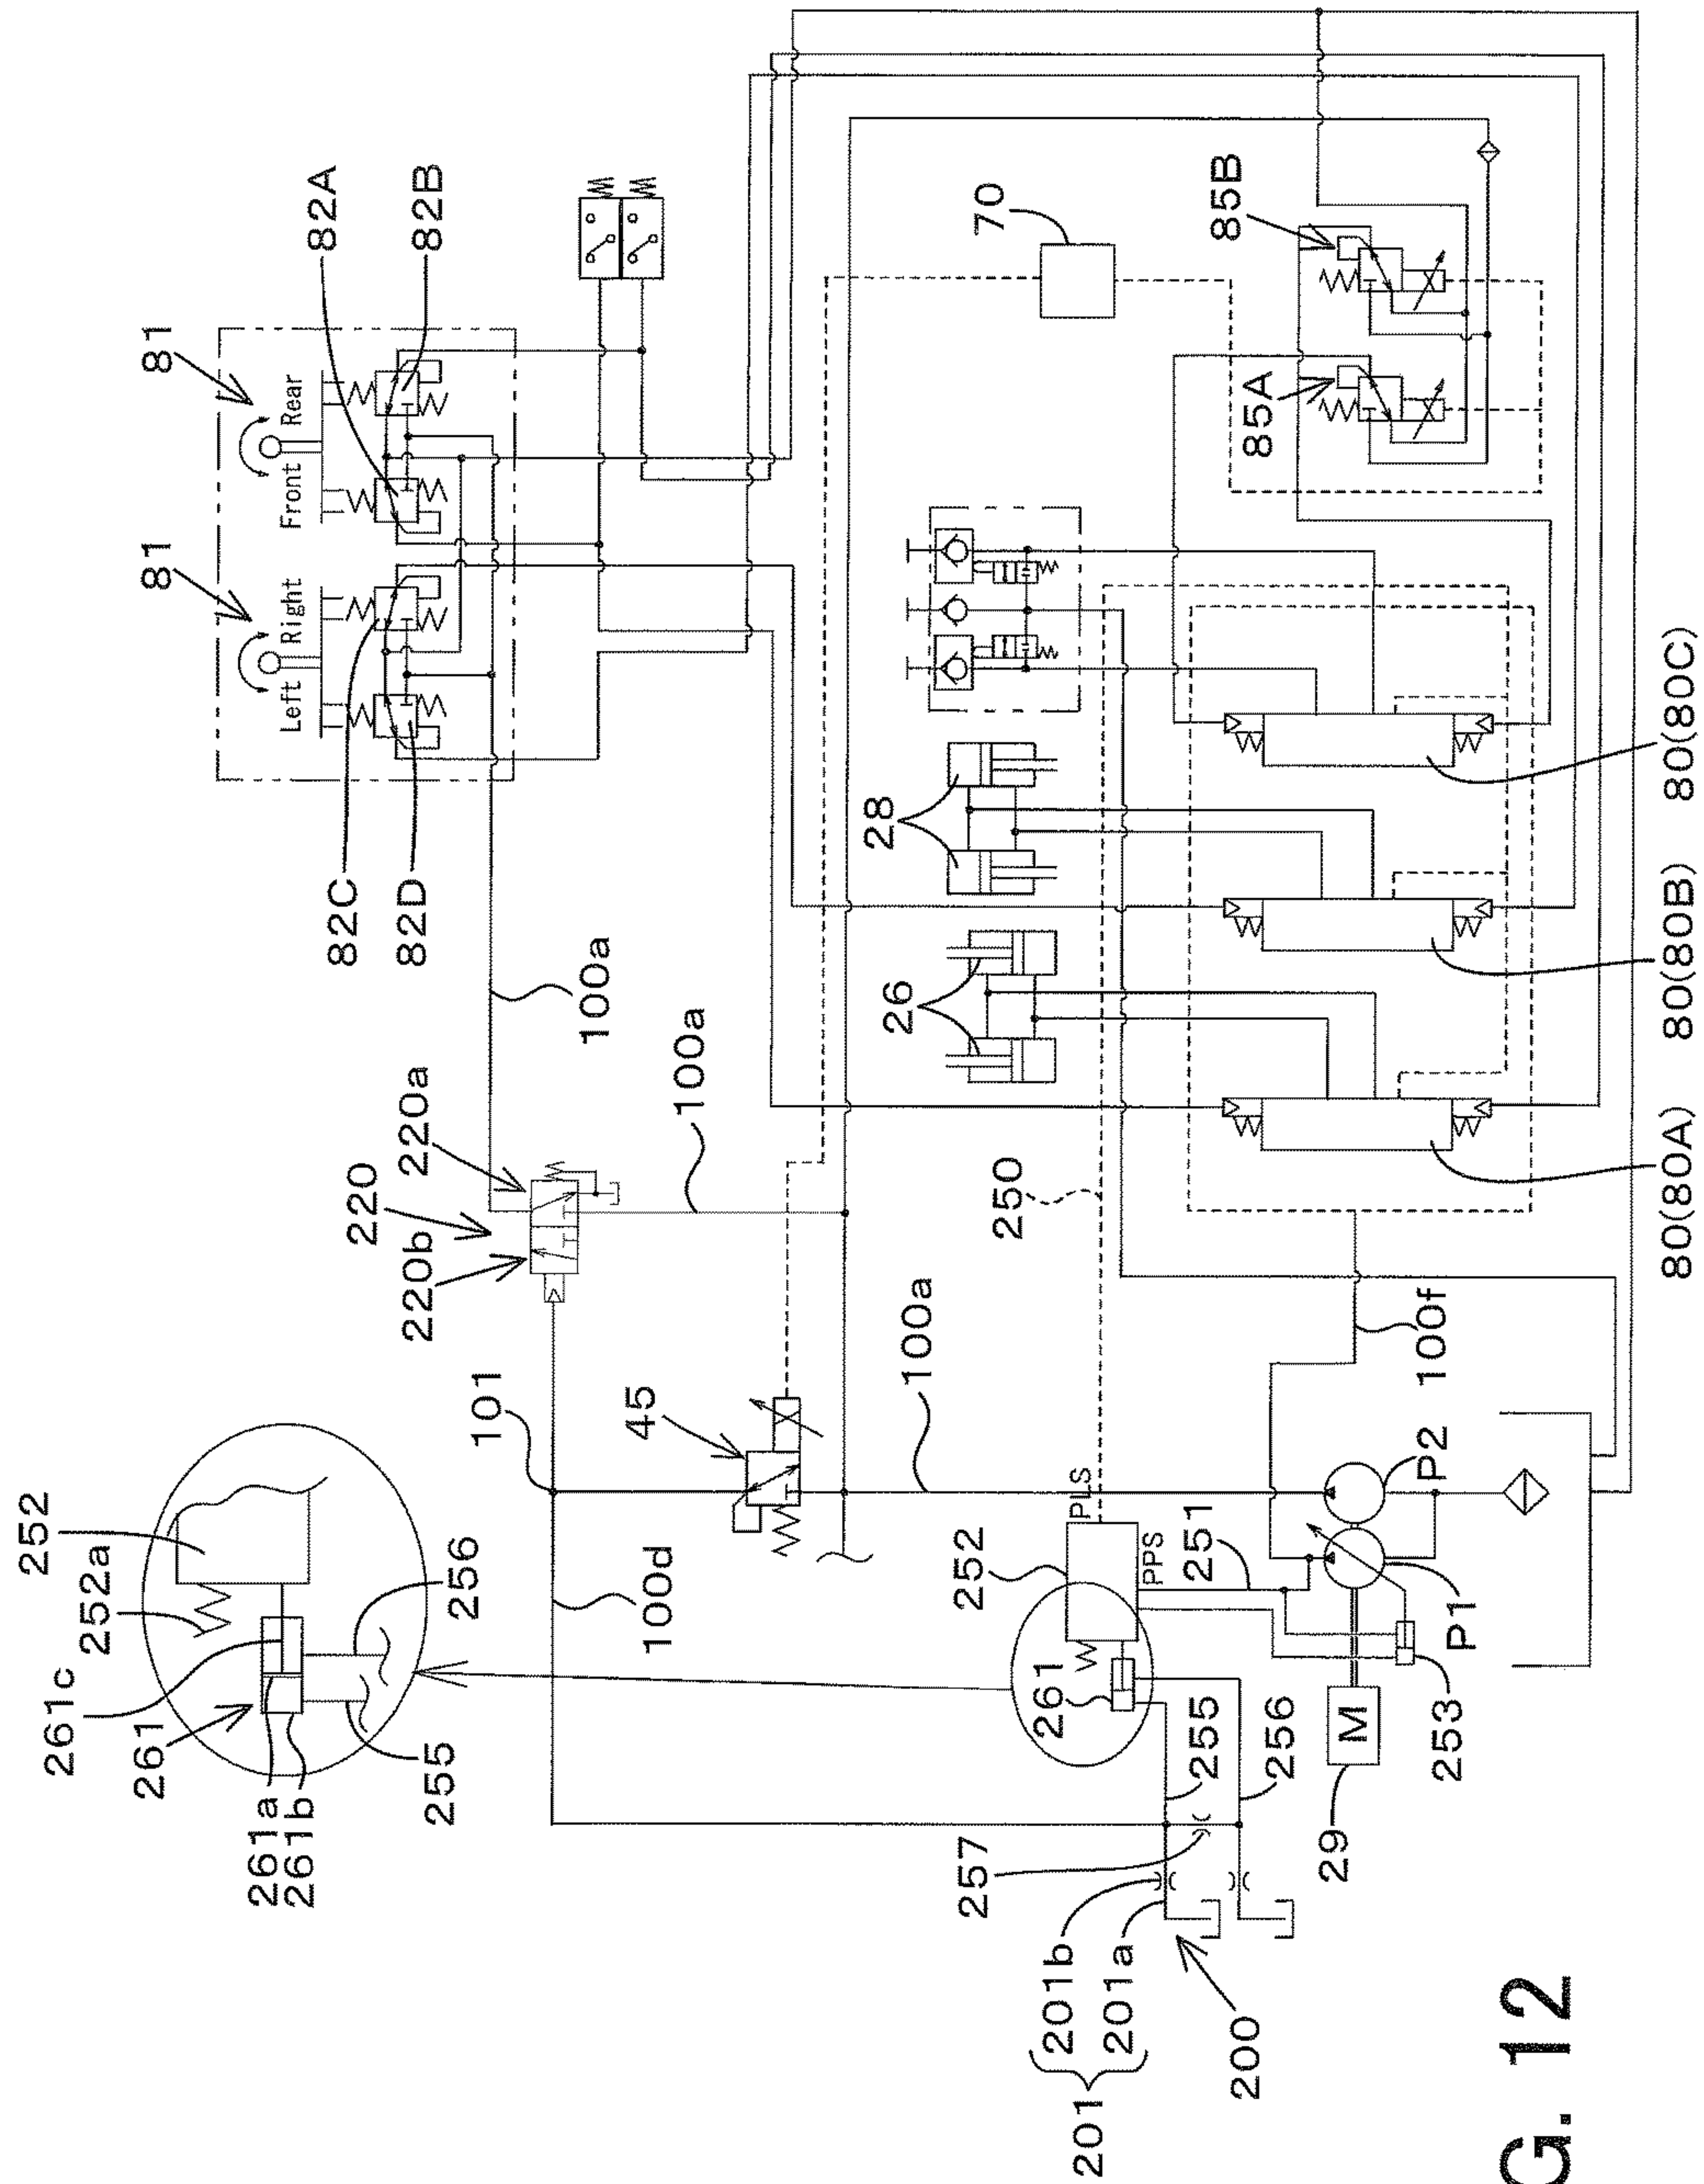 81
81
82A
82B
Left Right
Front Rear
82C
82D
100a
220
220a
220b
100a
101
45
100d
252
252a
261c
261
261a
261b
255
256
70
85B
85A
28
26
250
80(80A)
80(80B)
80(80C)
100a
100f
PLS
252
PPS
251
P2
P1
253
M
29
261
255
256
257
201b
201a
201
200
G. 12